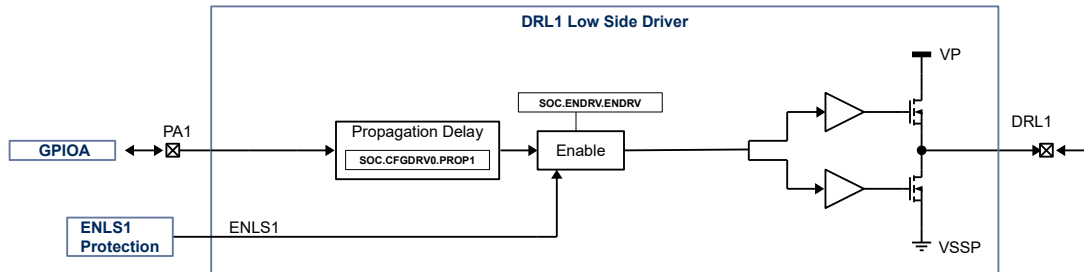 DRL1 Low Side Driver
VP
SOC.ENDRV.ENDRV
PA1
Propagation Delay
DRL1
GPIOA
SOC.CFGDRV0.PROP1
Enable
ENLS1
Protection
ENLS1
VSSP